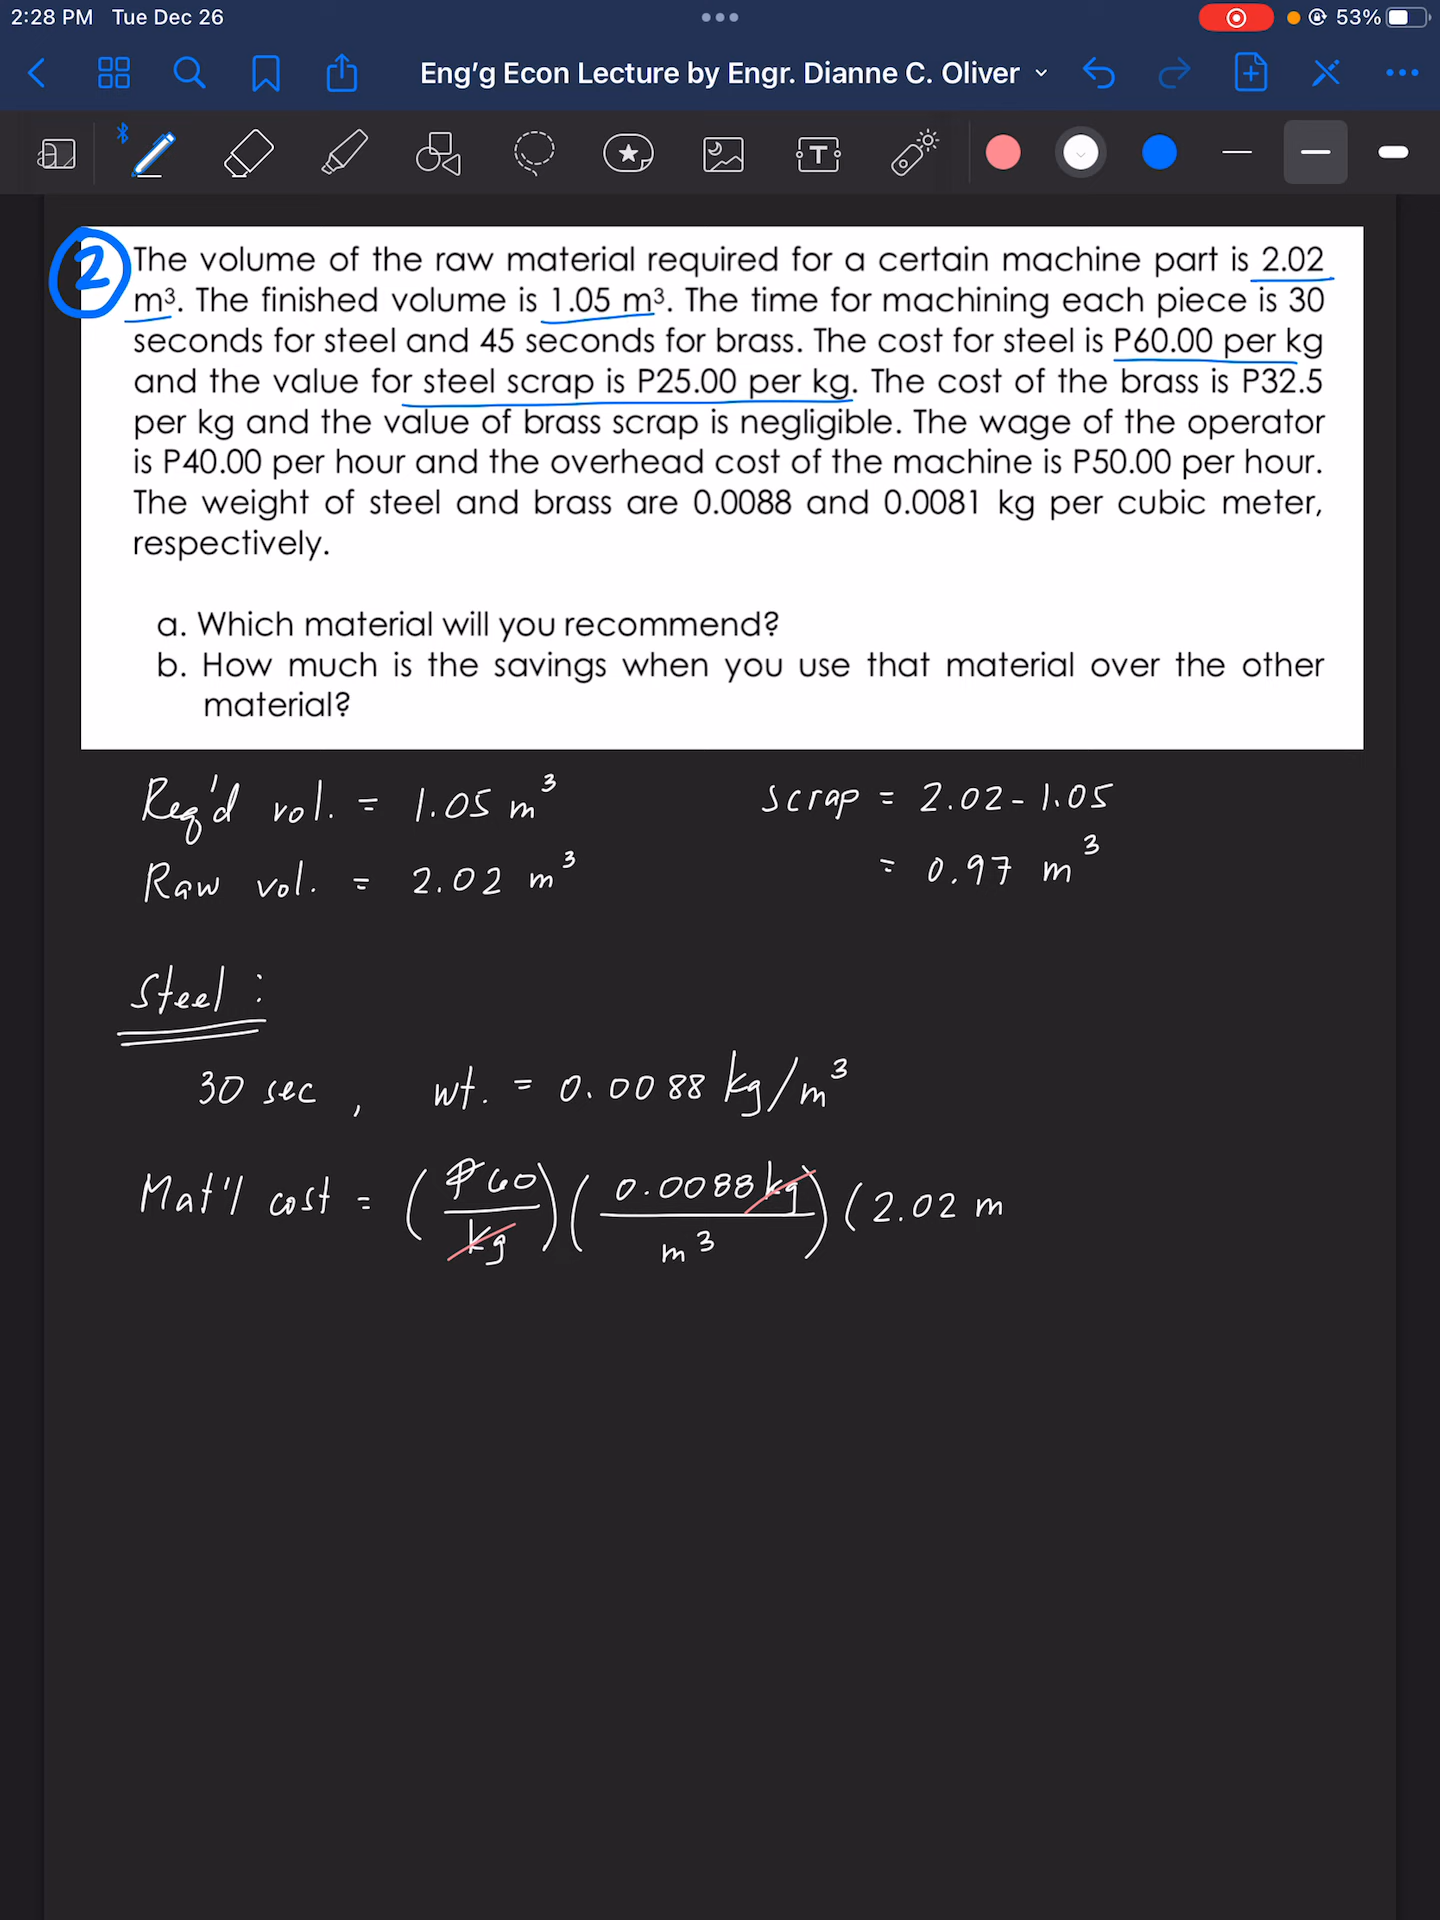 2:28 PM Tue Dec 26
53%
Eng'g Econ Lecture by Engr. Dianne C. Oliver
2 The volume of the raw material required for a certain machine part is 2.02
m³. The finished volume is 1.05 m³. The time for machining each piece is 30
seconds for steel and 45 seconds for brass. The cost for steel is P60.00 per kg
and the value for steel scrap is P25.00 per kg. The cost of the brass is P32.5
per kg and the value of brass scrap is negligible. The wage of the operator
is P40.00 per hour and the overhead cost of the machine is P50.00 per hour.
The weight of steel and brass are 0.0088 and 0.0081 kg per cubic meter,
respectively.
a. Which material will you recommend?
b. How much is the savings when you use that material over the other
material?
Req'd vol. = 1.05 m³
scrap = 2.02 - 1.05
Raw vol. = 2.02 m³
= 0.97 m³
Steel :
30 sec , wt. = 0.0088 kg/m³
Mat'l cost = (₱60/kg)(0.0088 kg/m³)(2.02 m